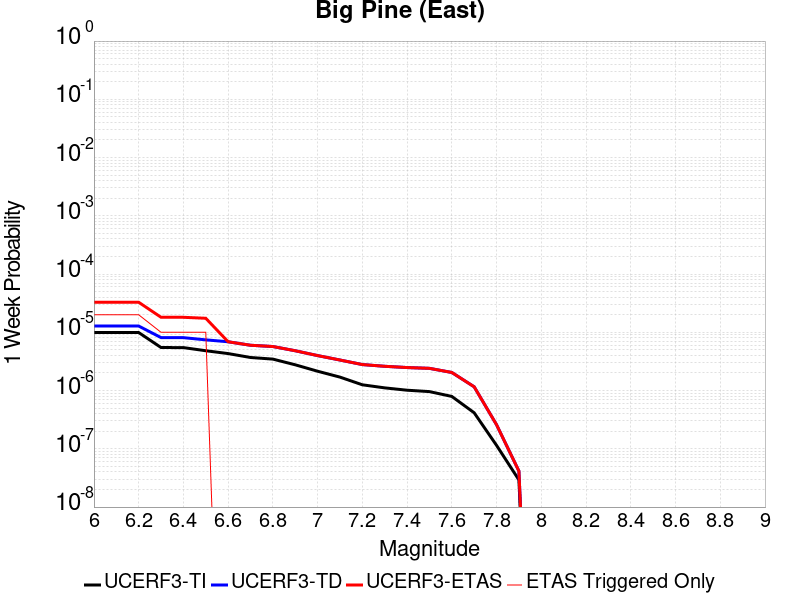 Big Pine (East)
10^0
10^-1
10^-2
10^-3
10^-4
10^-5
10^-6
10^-7
10^-8
1 Week Probability
6 6.2 6.4 6.6 6.8 7 7.2 7.4 7.6 7.8 8 8.2 8.4 8.6 8.8 9
Magnitude
UCERF3-TI UCERF3-TD UCERF3-ETAS ETAS Triggered Only